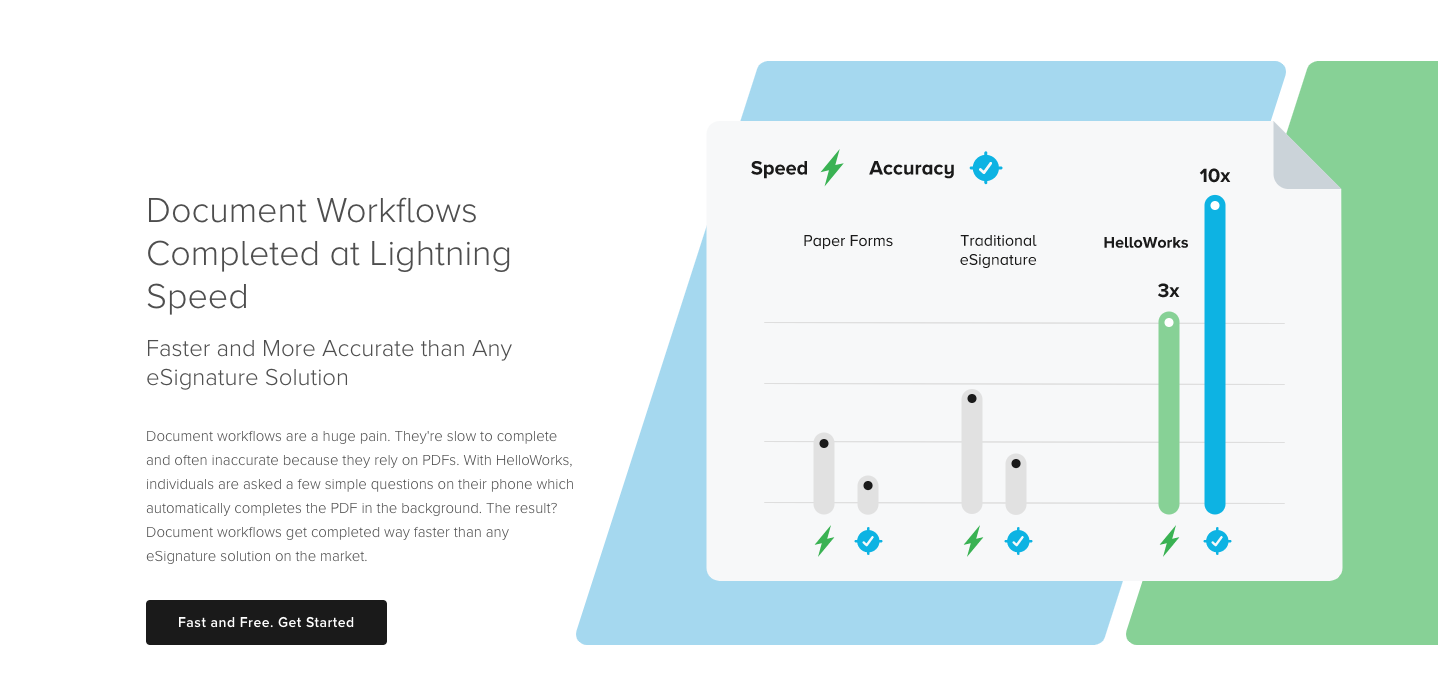 Document Workflows
Completed at Lightning
Speed
Faster and More Accurate than Any
eSignature Solution
Document workflows are a huge pain. They're slow to complete
and often inaccurate because they rely on PDFs. With HelloWorks,
individuals are asked a few simple questions on their phone which
automatically completes the PDF in the background. The result?
Document workflows get completed way faster than any
eSignature solution on the market.
Fast and Free. Get Started
Speed Accuracy
10x
Paper Forms
Traditional
eSignature
HelloWorks
3x